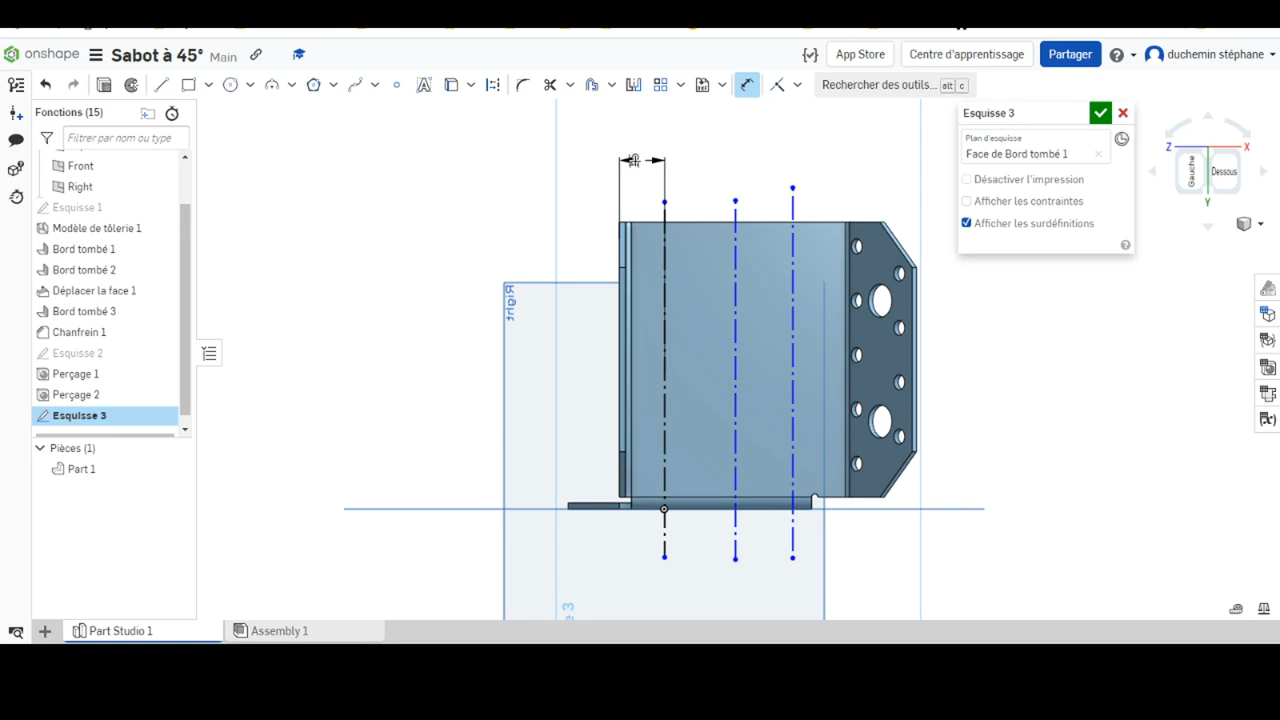 onshape
Sabot à 45°
Main
App Store
Centre d'apprentissage
Partager
duchemin stéphane
Rechercher des outils...
alt
c
Fonctions (15)
Filtrer par nom ou type
Front
Right
Esquisse 1
Modèle de tôlerie 1
Bord tombé 1
Bord tombé 2
Déplacer la face 1
Bord tombé 3
Chanfrein 1
Esquisse 2
Perçage 1
Perçage 2
Esquisse 3
Pièces (1)
Part 1
Esquisse 3
Plan d'esquisse
Face de Bord tombé 1
Désactiver l'impression
Afficher les contraintes
Afficher les surdéfinitions
Z
X
Y
Gauche
Dessous
Right
e 3
Part Studio 1
Assembly 1